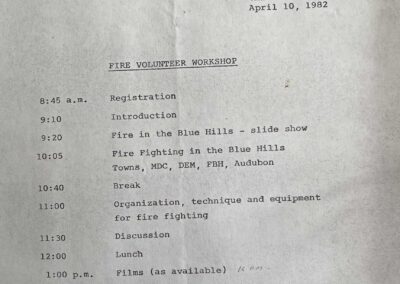 April 10, 1982
FIRE VOLUNTEER WORKSHOP
8:45 a.m. Registration
9:10 Introduction
9:20 Fire in the Blue Hills - slide show
10:05 Fire Fighting in the Blue Hills
Towns, MDC, DEM, FBH, Audubon
10:40 Break
11:00 Organization, technique and equipment
for fire fighting
11:30 Discussion
12:00 Lunch
1:00 p.m. Films (as available)